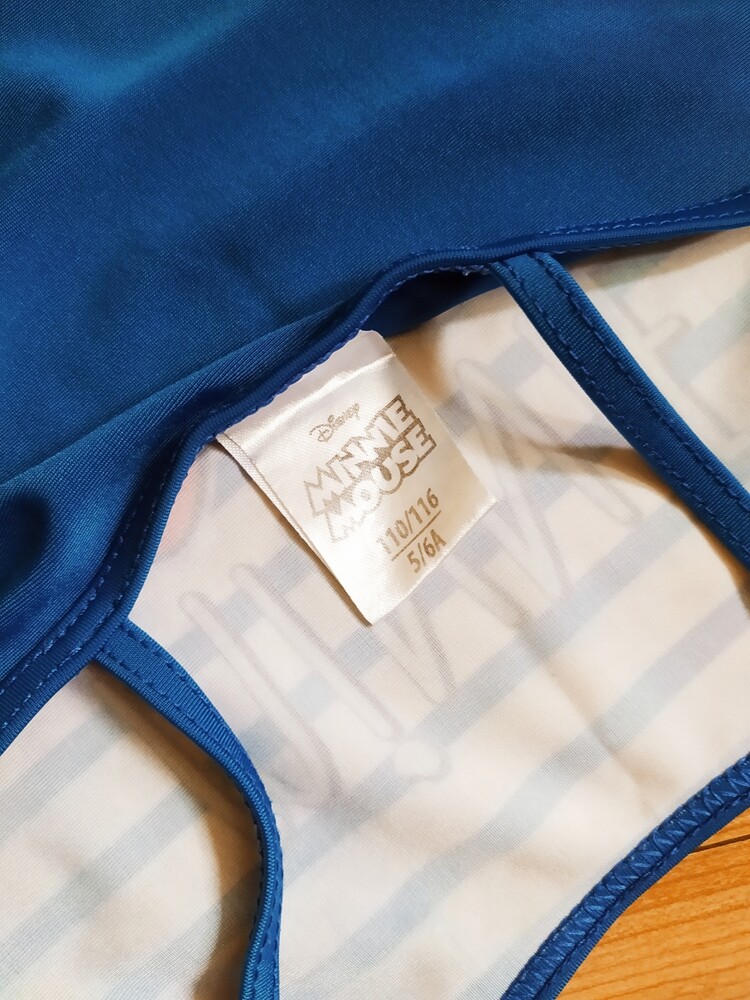 Disney
MINNIE
MOUSE
110/116
5/6A